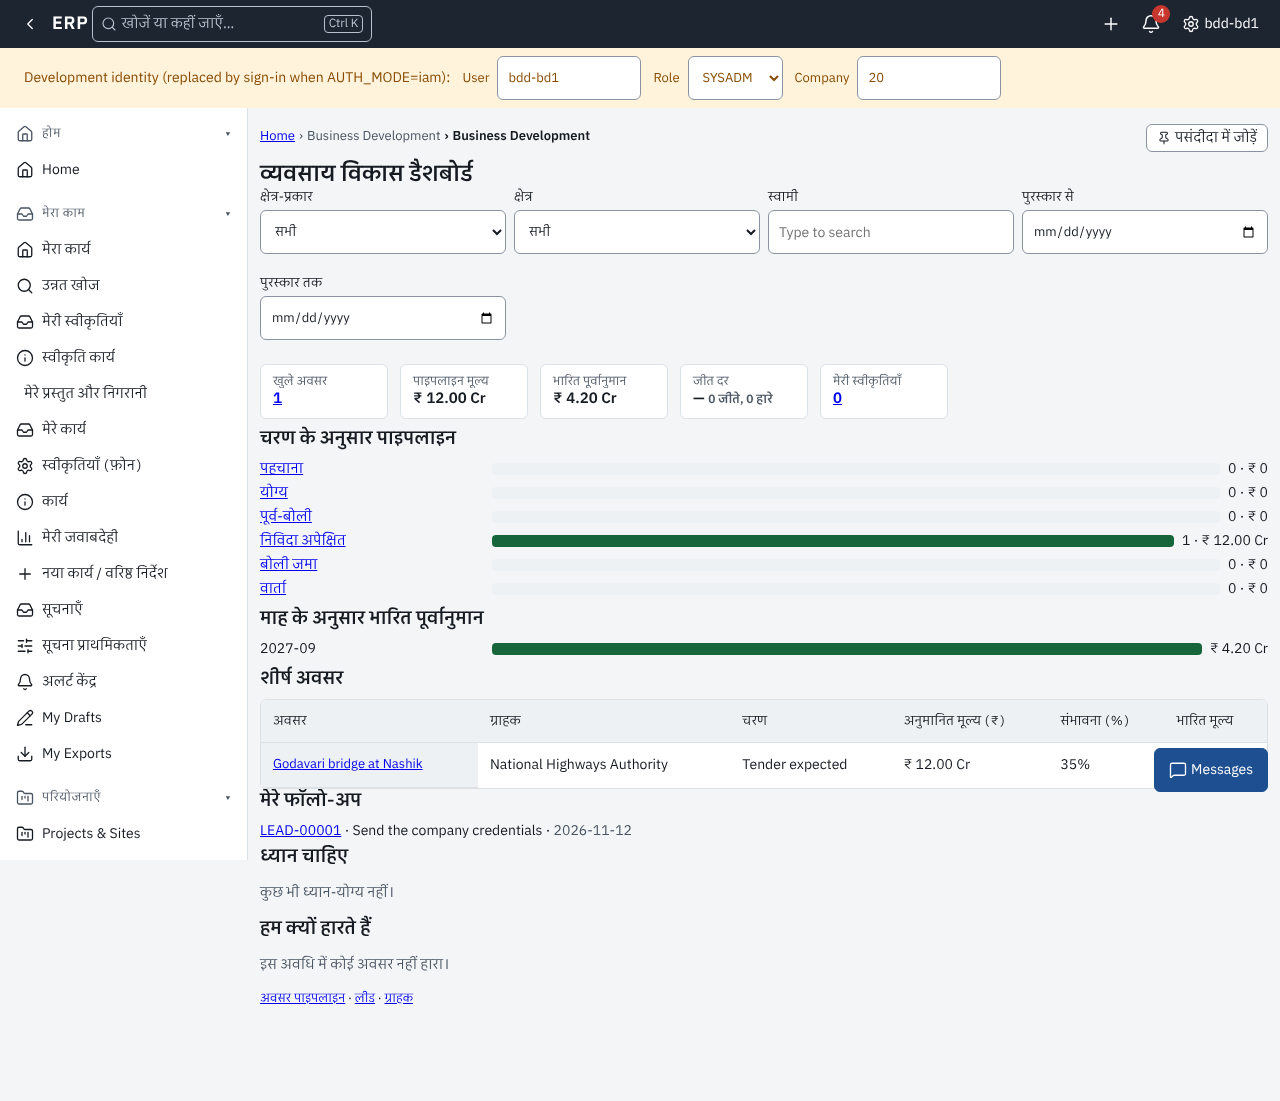 ERP
खोजें या कहीं जाएँ…
Ctrl K
4
bdd-bd1
Development identity (replaced by sign-in when AUTH_MODE=iam):
User
bdd-bd1
Role
SYSADM
Company
20
होम
Home
मेरा काम
मेरा कार्य
उन्नत खोज
मेरी स्वीकृतियाँ
स्वीकृति कार्य
मेरे प्रस्तुत और निगरानी
मेरे कार्य
स्वीकृतियाँ (फ़ोन)
कार्य
मेरी जवाबदेही
नया कार्य / वरिष्ठ निर्देश
सूचनाएँ
सूचना प्राथमिकताएँ
अलर्ट केंद्र
My Drafts
My Exports
परियोजनाएँ
Projects & Sites
Home › Business Development › Business Development
पसंदीदा में जोड़ें
व्यवसाय विकास डैशबोर्ड
क्षेत्र-प्रकार
सभी
क्षेत्र
सभी
स्वामी
Type to search
पुरस्कार से
mm/dd/yyyy
पुरस्कार तक
mm/dd/yyyy
खुले अवसर
1
पाइपलाइन मूल्य
₹ 12.00 Cr
भारित पूर्वानुमान
₹ 4.20 Cr
जीत दर
— 0 जीते, 0 हारे
मेरी स्वीकृतियाँ
0
चरण के अनुसार पाइपलाइन
पहचाना 0 · ₹ 0
योग्य 0 · ₹ 0
पूर्व-बोली 0 · ₹ 0
निविदा अपेक्षित 1 · ₹ 12.00 Cr
बोली जमा 0 · ₹ 0
वार्ता 0 · ₹ 0
माह के अनुसार भारित पूर्वानुमान
2027-09 ₹ 4.20 Cr
शीर्ष अवसर
अवसर ग्राहक चरण अनुमानित मूल्य (₹) संभावना (%) भारित मूल्य
Godavari bridge at Nashik National Highways Authority Tender expected ₹ 12.00 Cr 35%
Messages
मेरे फॉलो-अप
LEAD-00001 · Send the company credentials · 2026-11-12
ध्यान चाहिए
कुछ भी ध्यान-योग्य नहीं।
हम क्यों हारते हैं
इस अवधि में कोई अवसर नहीं हारा।
अवसर पाइपलाइन · लीड · ग्राहक